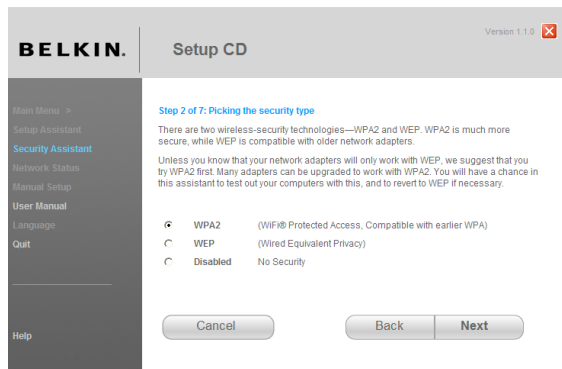 Version 1.1.0
BELKIN.
Setup CD
Main Menu >
Setup Assistant
Security Assistant
Network Status
Manual Setup
User Manual
Language
Quit
Help
Step 2 of 7: Picking the security type
There are two wireless-security technologies—WPA2 and WEP. WPA2 is much more
secure, while WEP is compatible with older network adapters.
Unless you know that your network adapters will only work with WEP, we suggest that you
try WPA2 first. Many adapters can be upgraded to work with WPA2. You will have a chance in
this assistant to test out your computers with this, and to revert to WEP if necessary.
WPA2 (WiFi® Protected Access, Compatible with earlier WPA)
WEP (Wired Equivalent Privacy)
Disabled No Security
Cancel Back Next